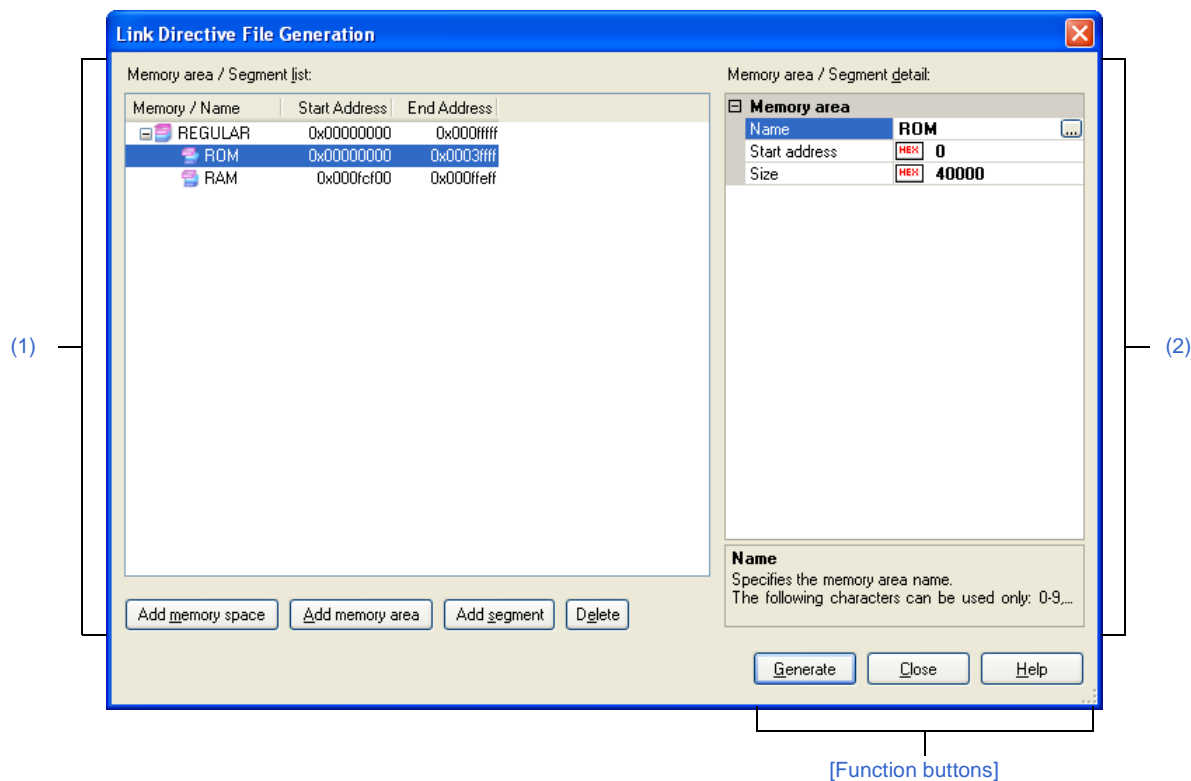 Link Directive File Generation
Memory area / Segment list:
Memory / Name Start Address End Address
REGULAR 0x00000000 0x000fffff
ROM 0x00000000 0x0003ffff
RAM 0x000fcf00 0x000ffeff
Add memory space Add memory area Add segment Delete
Memory area / Segment detail:
Memory area
Name ROM ...
Start address HEX 0
Size HEX 40000
Name
Specifies the memory area name.
The following characters can be used only: 0-9,...
Generate Close Help
(1)
(2)
[Function buttons]